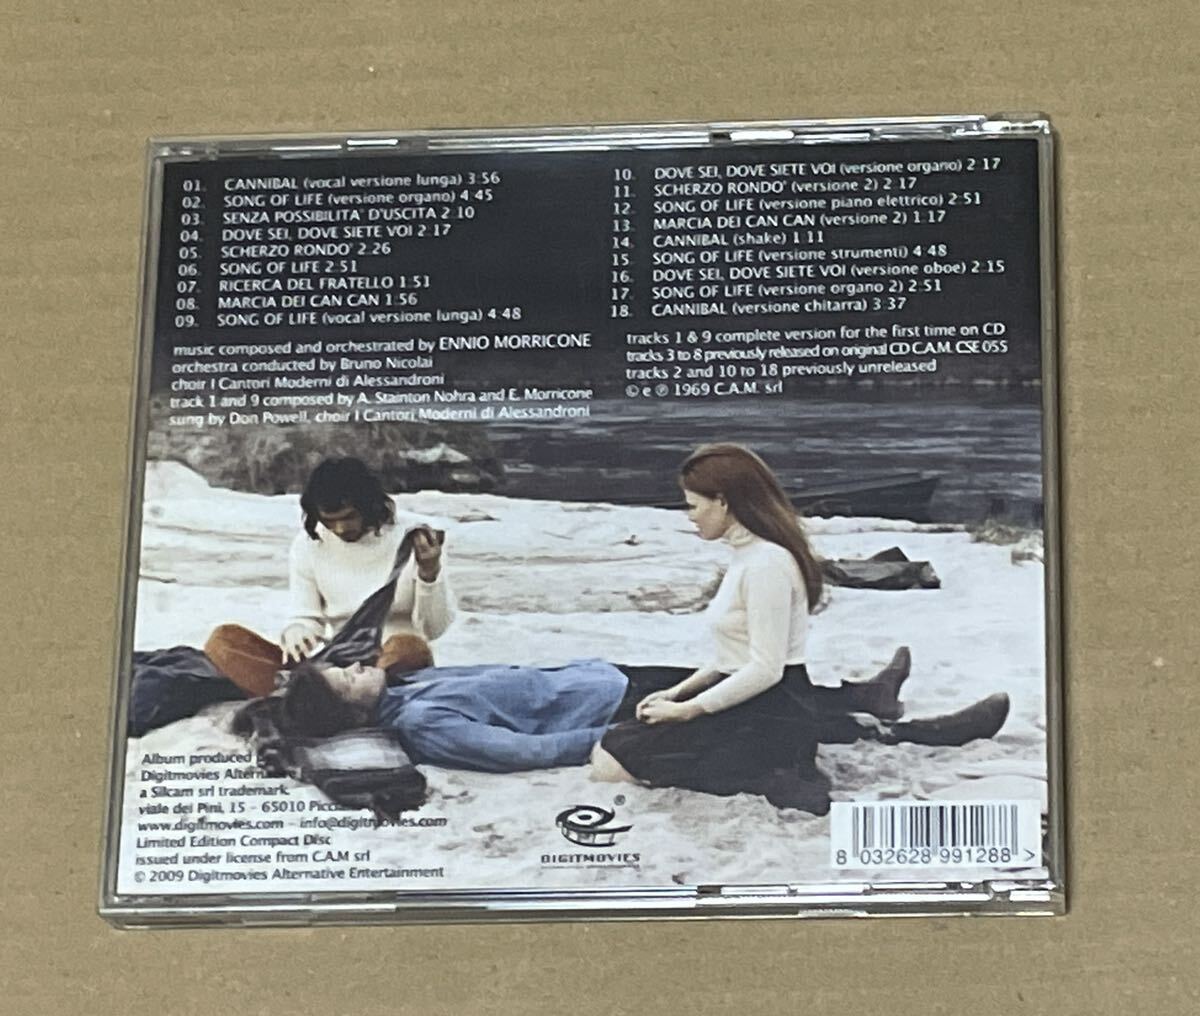 01. CANNIBAL (vocal versione lunga) 3:56
02. SONG OF LIFE (versione organo) 4:45
03. SENZA POSSIBILITA' D'USCITA 2:10
04. DOVE SEI, DOVE SIETE VOI 2:17
05. SCHERZO RONDO' 2:26
06. SONG OF LIFE 2:51
07. RICERCA DEL FRATELLO 1:51
08. MARCIA DEI CAN CAN 1:56
09. SONG OF LIFE (vocal versione lunga) 4:48
music composed and orchestrated by ENNIO MORRICONE
orchestra conducted by Bruno Nicolai
choir I Cantori Moderni di Alessandroni
track 1 and 9 composed by A. Stainton Nohra and E. Morricone
sung by Don Powell, choir I Cantori Moderni di Alessandroni
10. DOVE SEI, DOVE SIETE VOI (versione organo) 2:17
11. SCHERZO RONDO' (versione 2) 2:17
12. SONG OF LIFE (versione piano elettrico) 2:51
13. MARCIA DEI CAN CAN (versione 2) 1:17
14. CANNIBAL (shake) 1:11
15. SONG OF LIFE (versione strumenti) 4:48
16. DOVE SEI, DOVE SIETE VOI (versione oboe) 2:15
17. SONG OF LIFE (versione organo 2) 2:51
18. CANNIBAL (versione chitarra) 3:37
tracks 1 & 9 complete version for the first time on CD
tracks 3 to 8 previously released on original CD C.A.M. CSE 055
tracks 2 and 10 to 18 previously unreleased
© e ℗ 1969 C.A.M. srl
Album produced
Digitmovies
a Silcam srl trademark.
viale dei Pini, 15 - 65010
www.digitmovies.com - info@digitmovies.com
Limited Edition Compact Disc
issued under license from C.A.M srl
© 2009 Digitmovies Alternative Entertainment
®
DIGITMOVIES
8 032628 991288 >